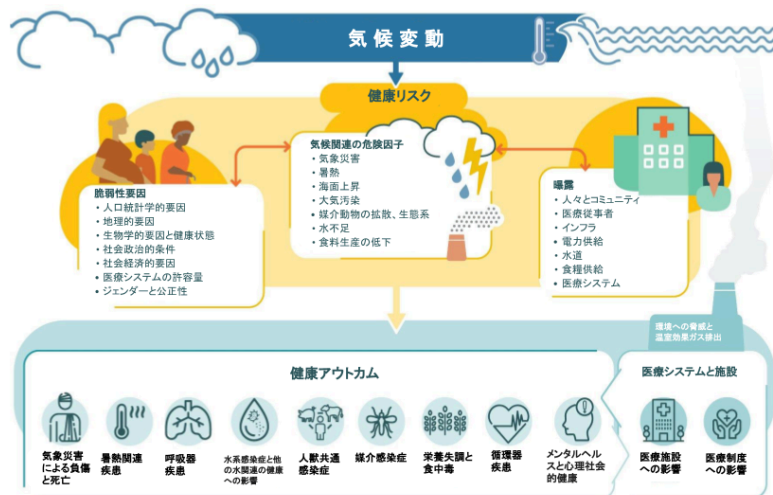 気候変動
健康リスク
気候関連の危険因子
・気象災害
・暑熱
・海面上昇
・大気汚染
・媒介動物の拡散、生態系
・水不足
・食料生産の低下
脆弱性要因
・人口統計学的要因
・地理的要因
・生物学的要因と健康状態
・社会政治的条件
・社会経済的要因
・医療システムの許容量
・ジェンダーと公正性
曝露
・人々とコミュニティ
・医療従事者
・インフラ
・電力供給
・水道
・食糧供給
・医療システム
環境への脅威と
温室効果ガス排出
健康アウトカム
気象災害
による負傷
と死亡
暑熱関連
疾患
呼吸器
疾患
水系感染症と他
の水関連の健康
への影響
人獣共通
感染症
媒介感染症
栄養失調と
食中毒
循環器
疾患
メンタルヘル
スと心理社会
的健康
医療システムと施設
医療施設
への影響
医療制度
への影響